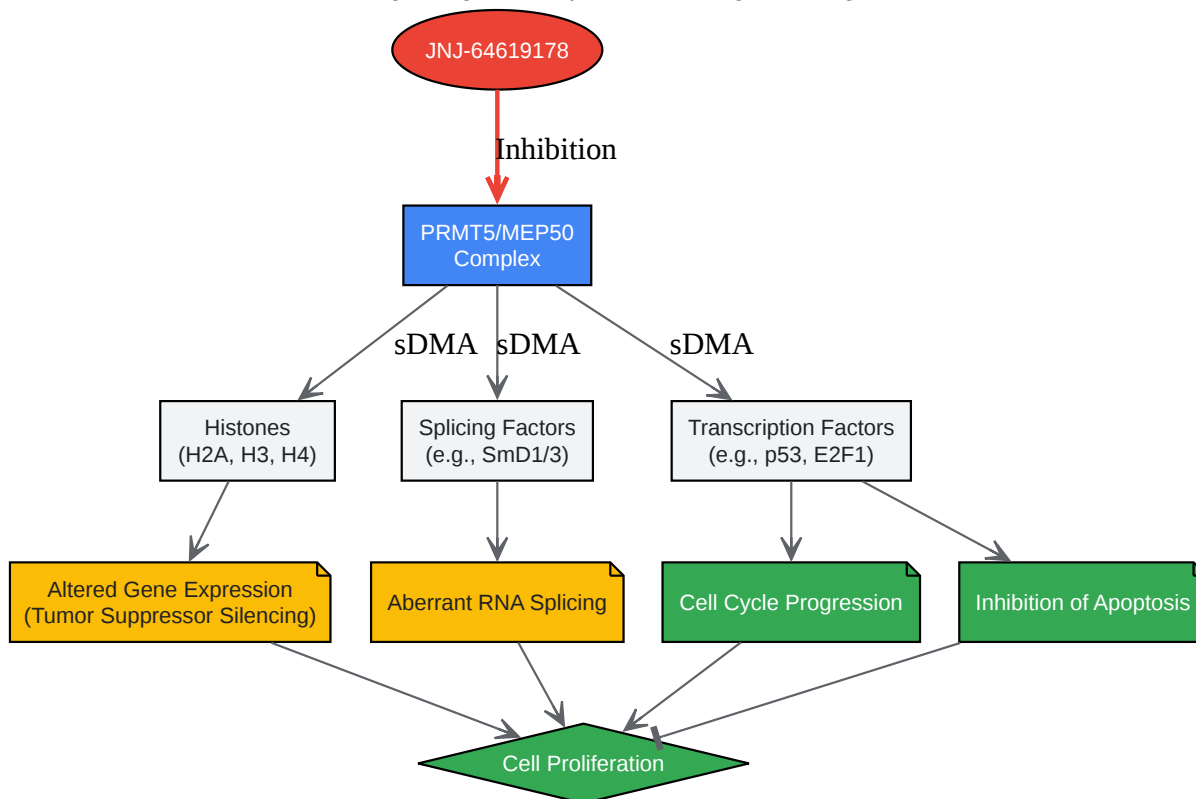 JNJ-64619178
Inhibition
PRMT5/MEP50
Complex
sDMA
sDMA
sDMA
Histones
(H2A, H3, H4)
Splicing Factors
(e.g., SmD1/3)
Transcription Factors
(e.g., p53, E2F1)
Altered Gene Expression
(Tumor Suppressor Silencing)
Aberrant RNA Splicing
Cell Cycle Progression
Inhibition of Apoptosis
Cell Proliferation